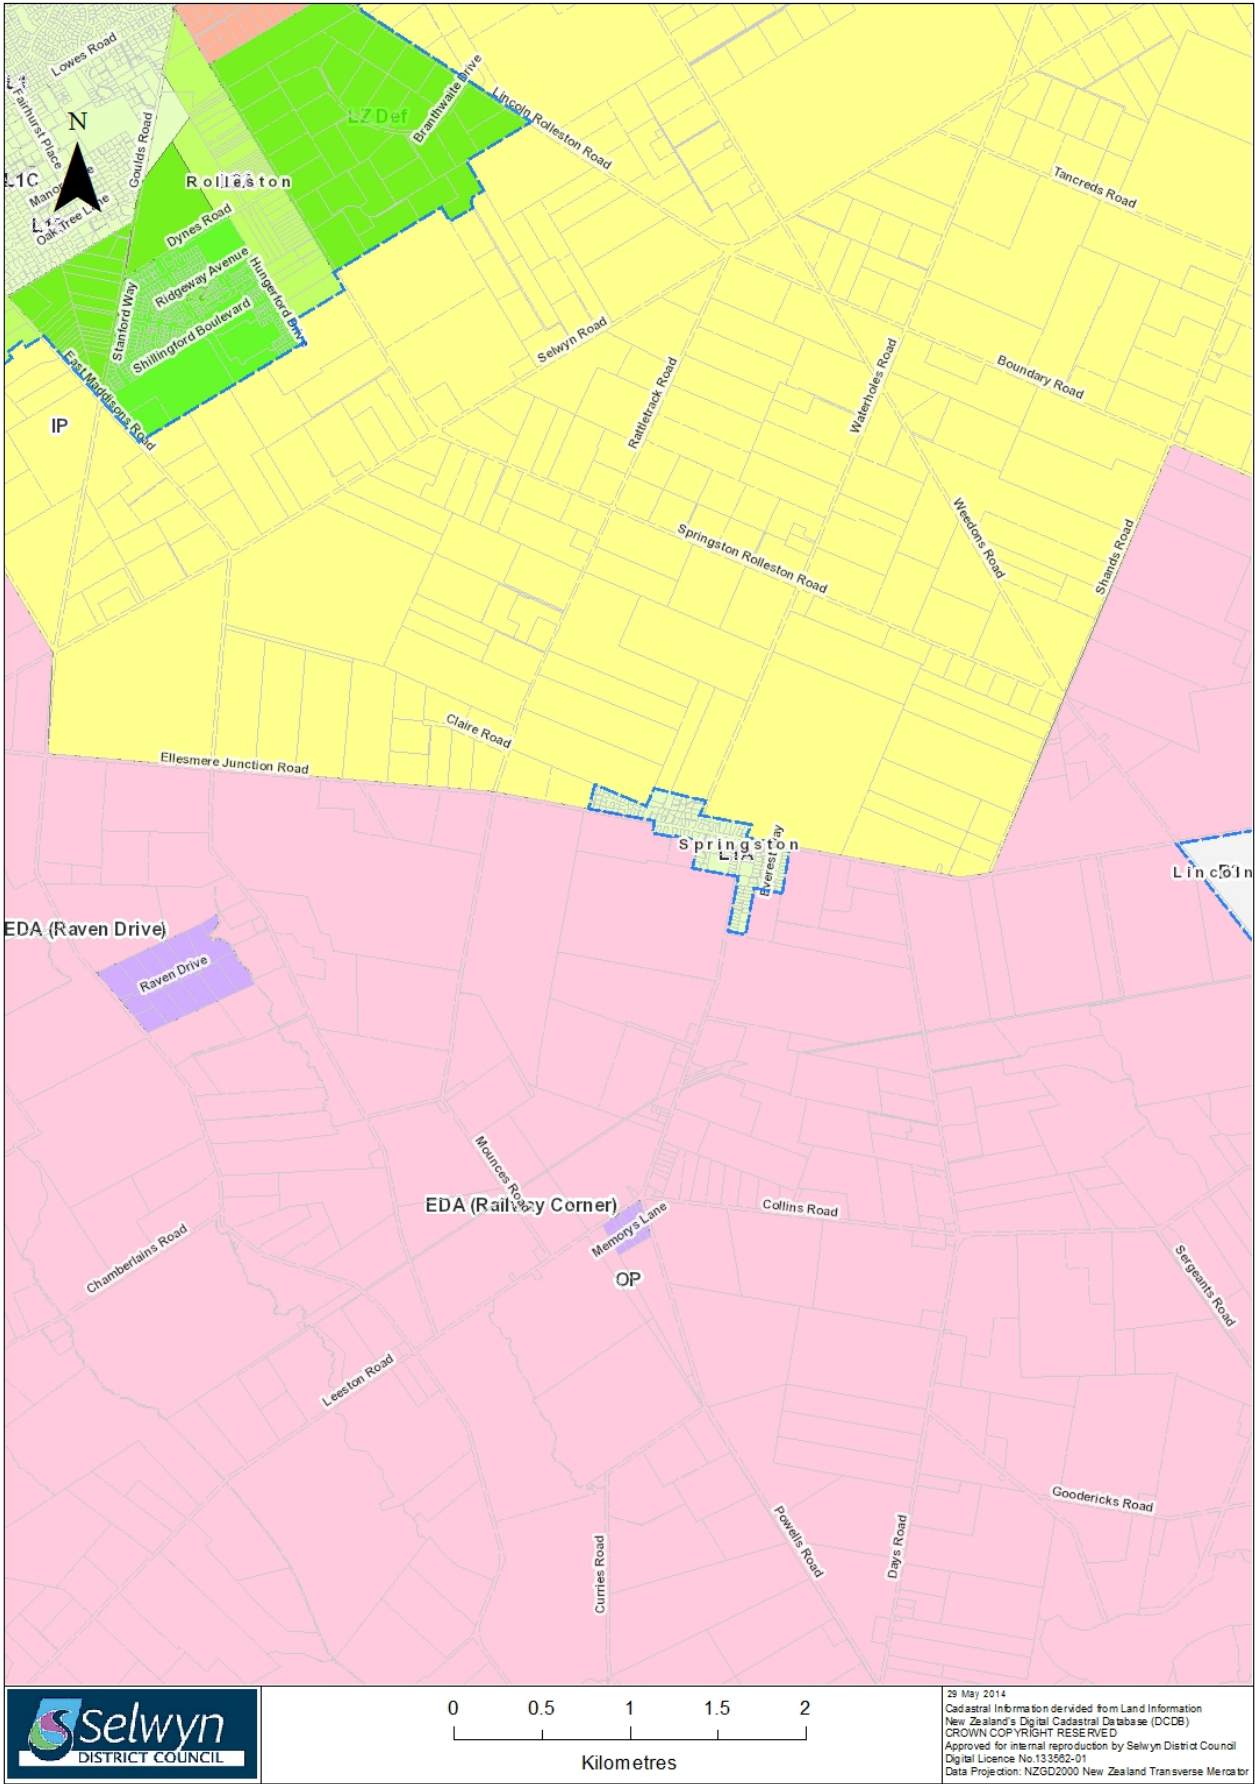 Lowes Road
Fairhurst Place
N
Goulds Road
LZ Def
Branthwaite Drive
Lincoln Rolleston Road
L1C
Rolleston
Tancreds Road
Oak Tree Lane
Dynes Road
Ridgeway Avenue
Hungerford Drive
Stanford Way
Shillingford Boulevard
East Maddisons Road
Selwyn Road
Rattletrack Road
Waterholes Road
Boundary Road
IP
Weedons Road
Shands Road
Springston Rolleston Road
Claire Road
Ellesmere Junction Road
Springston
L1A
Everest Way
Lincoln
EDA (Raven Drive)
Raven Drive
Mounces Road
EDA (Railway Corner)
Memorys Lane
Collins Road
Chamberlains Road
OP
Sergeants Road
Leeston Road
Goodericks Road
Powells Road
Days Road
Curries Road
Selwyn
DISTRICT COUNCIL
0 0.5 1 1.5 2
Kilometres
29 May 2014
Cadastral Information dervided from Land Information
New Zealand's Digital Cadastral Database (DCDB)
CROWN COPYRIGHT RESERVED
Approved for internal reproduction by Selwyn District Council
Digital Licence No.133562-01
Data Projection: NZGD2000 New Zealand Transverse Mercator